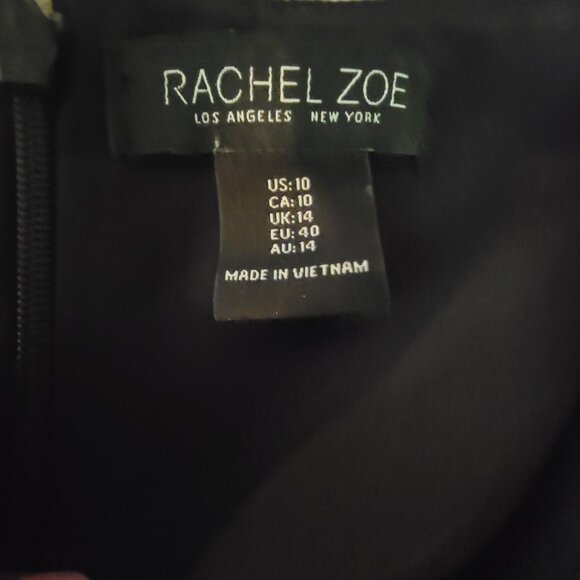 RACHEL ZOE
LOS ANGELES NEW YORK
US:10
CA:10
UK:14
EU:40
AU:14
MADE IN VIETNAM